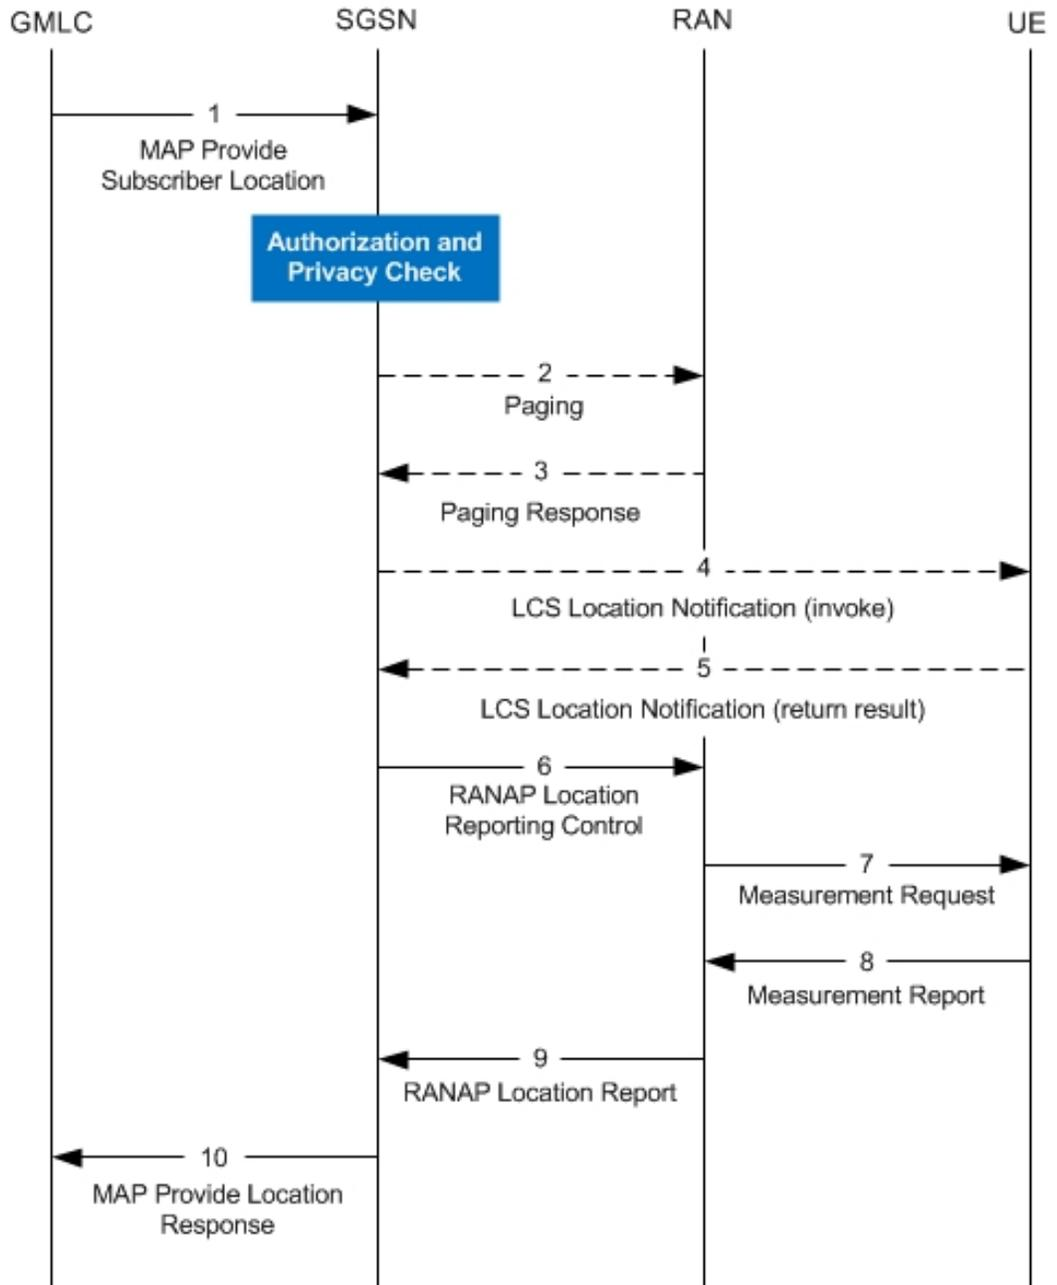 GMLC SGSN RAN UE
1
MAP Provide
Subscriber Location
Authorization and
Privacy Check
2
Paging
3
Paging Response
4
LCS Location Notification (invoke)
5
LCS Location Notification (return result)
6
RANAP Location
Reporting Control
7
Measurement Request
8
Measurement Report
9
RANAP Location Report
10
MAP Provide Location
Response